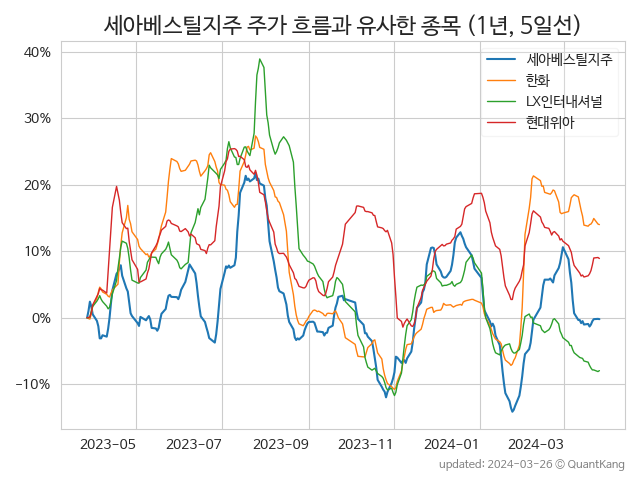 세아베스틸지주 주가 흐름과 유사한 종목 (1년, 5일선)
40%
30%
20%
10%
0%
−10%
세아베스틸지주
한화
LX인터내셔널
현대위아
2023-05 2023-07 2023-09 2023-11 2024-01 2024-03
updated: 2024-03-26 © QuantKang